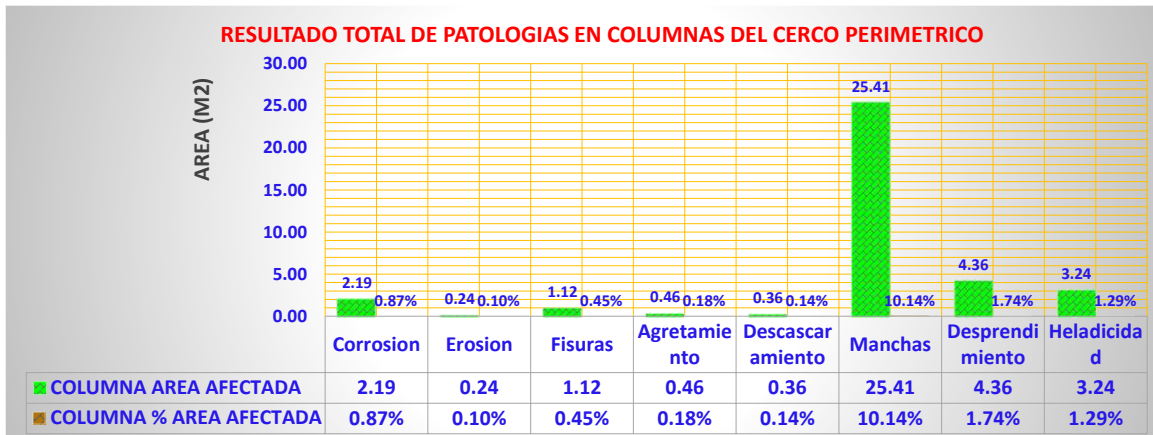 RESULTADO TOTAL DE PATOLOGIAS EN COLUMNAS DEL CERCO PERIMETRICO
AREA (M2)
30.00
25.00
20.00
15.00
10.00
5.00
0.00
2.19 0.87%
0.24 0.10%
1.12 0.45%
0.46 0.18%
0.36 0.14%
25.41 10.14%
4.36 1.74%
3.24 1.29%
Corrosion Erosion Fisuras Agretamie Descascar Manchas Desprendi Heladicida
nto amiento miento d
COLUMNA AREA AFECTADA 2.19 0.24 1.12 0.46 0.36 25.41 4.36 3.24
COLUMNA % AREA AFECTADA 0.87% 0.10% 0.45% 0.18% 0.14% 10.14% 1.74% 1.29%